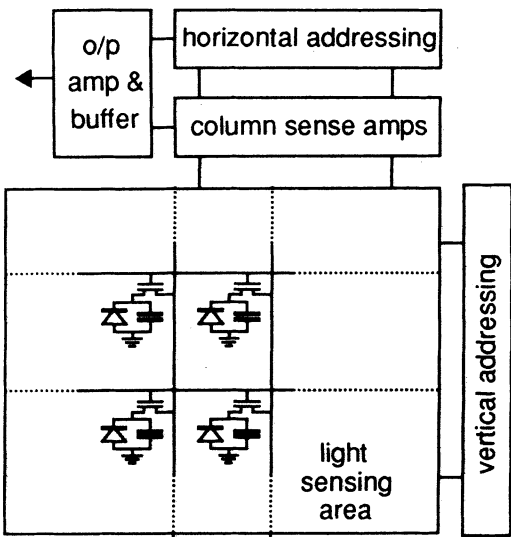 o/p
amp &
buffer
horizontal addressing
column sense amps
vertical addressing
light
sensing
area